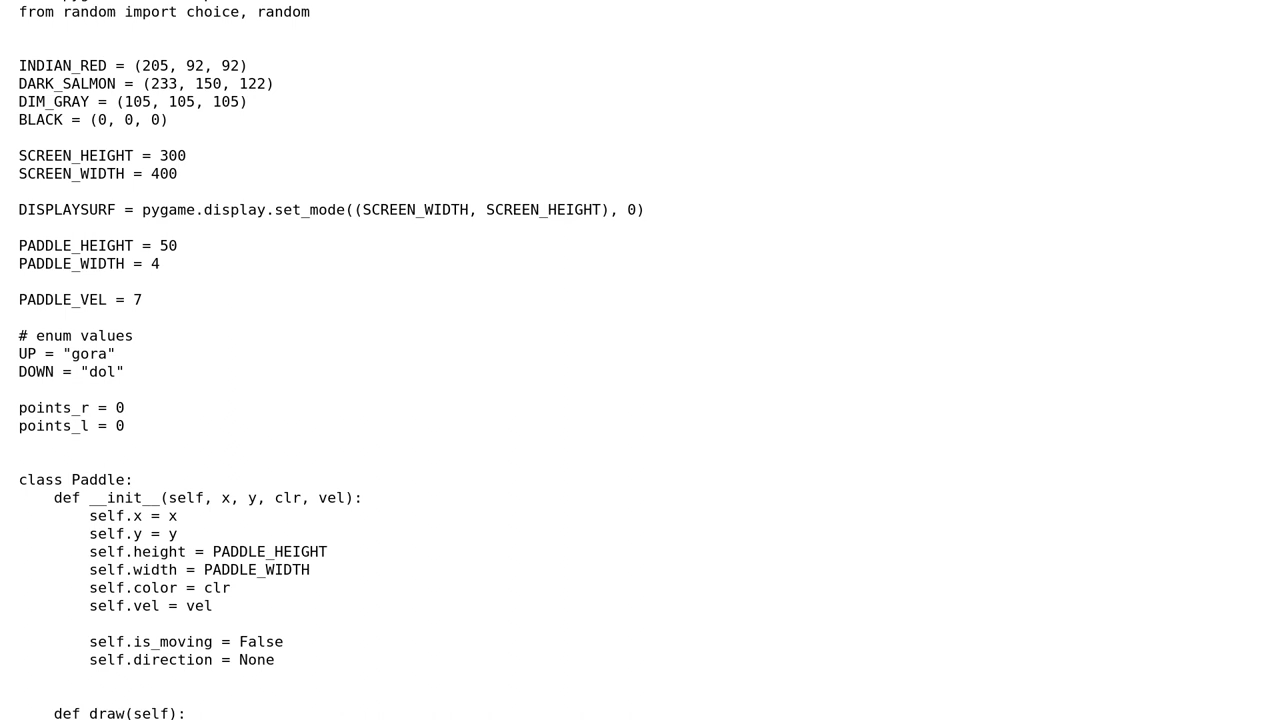 from random import choice, random
INDIAN_RED = (205, 92, 92)
DARK_SALMON = (233, 150, 122)
DIM_GRAY = (105, 105, 105)
BLACK = (0, 0, 0)
SCREEN_HEIGHT = 300
SCREEN_WIDTH = 400
DISPLAYSURF = pygame.display.set_mode((SCREEN_WIDTH, SCREEN_HEIGHT), 0)
PADDLE_HEIGHT = 50
PADDLE_WIDTH = 4
PADDLE_VEL = 7
# enum values
UP = "gora"
DOWN = "dol"
points_r = 0
points_l = 0
class Paddle:
    def __init__(self, x, y, clr, vel):
        self.x = x
        self.y = y
        self.height = PADDLE_HEIGHT
        self.width = PADDLE_WIDTH
        self.color = clr
        self.vel = vel
        self.is_moving = False
        self.direction = None
    def draw(self):